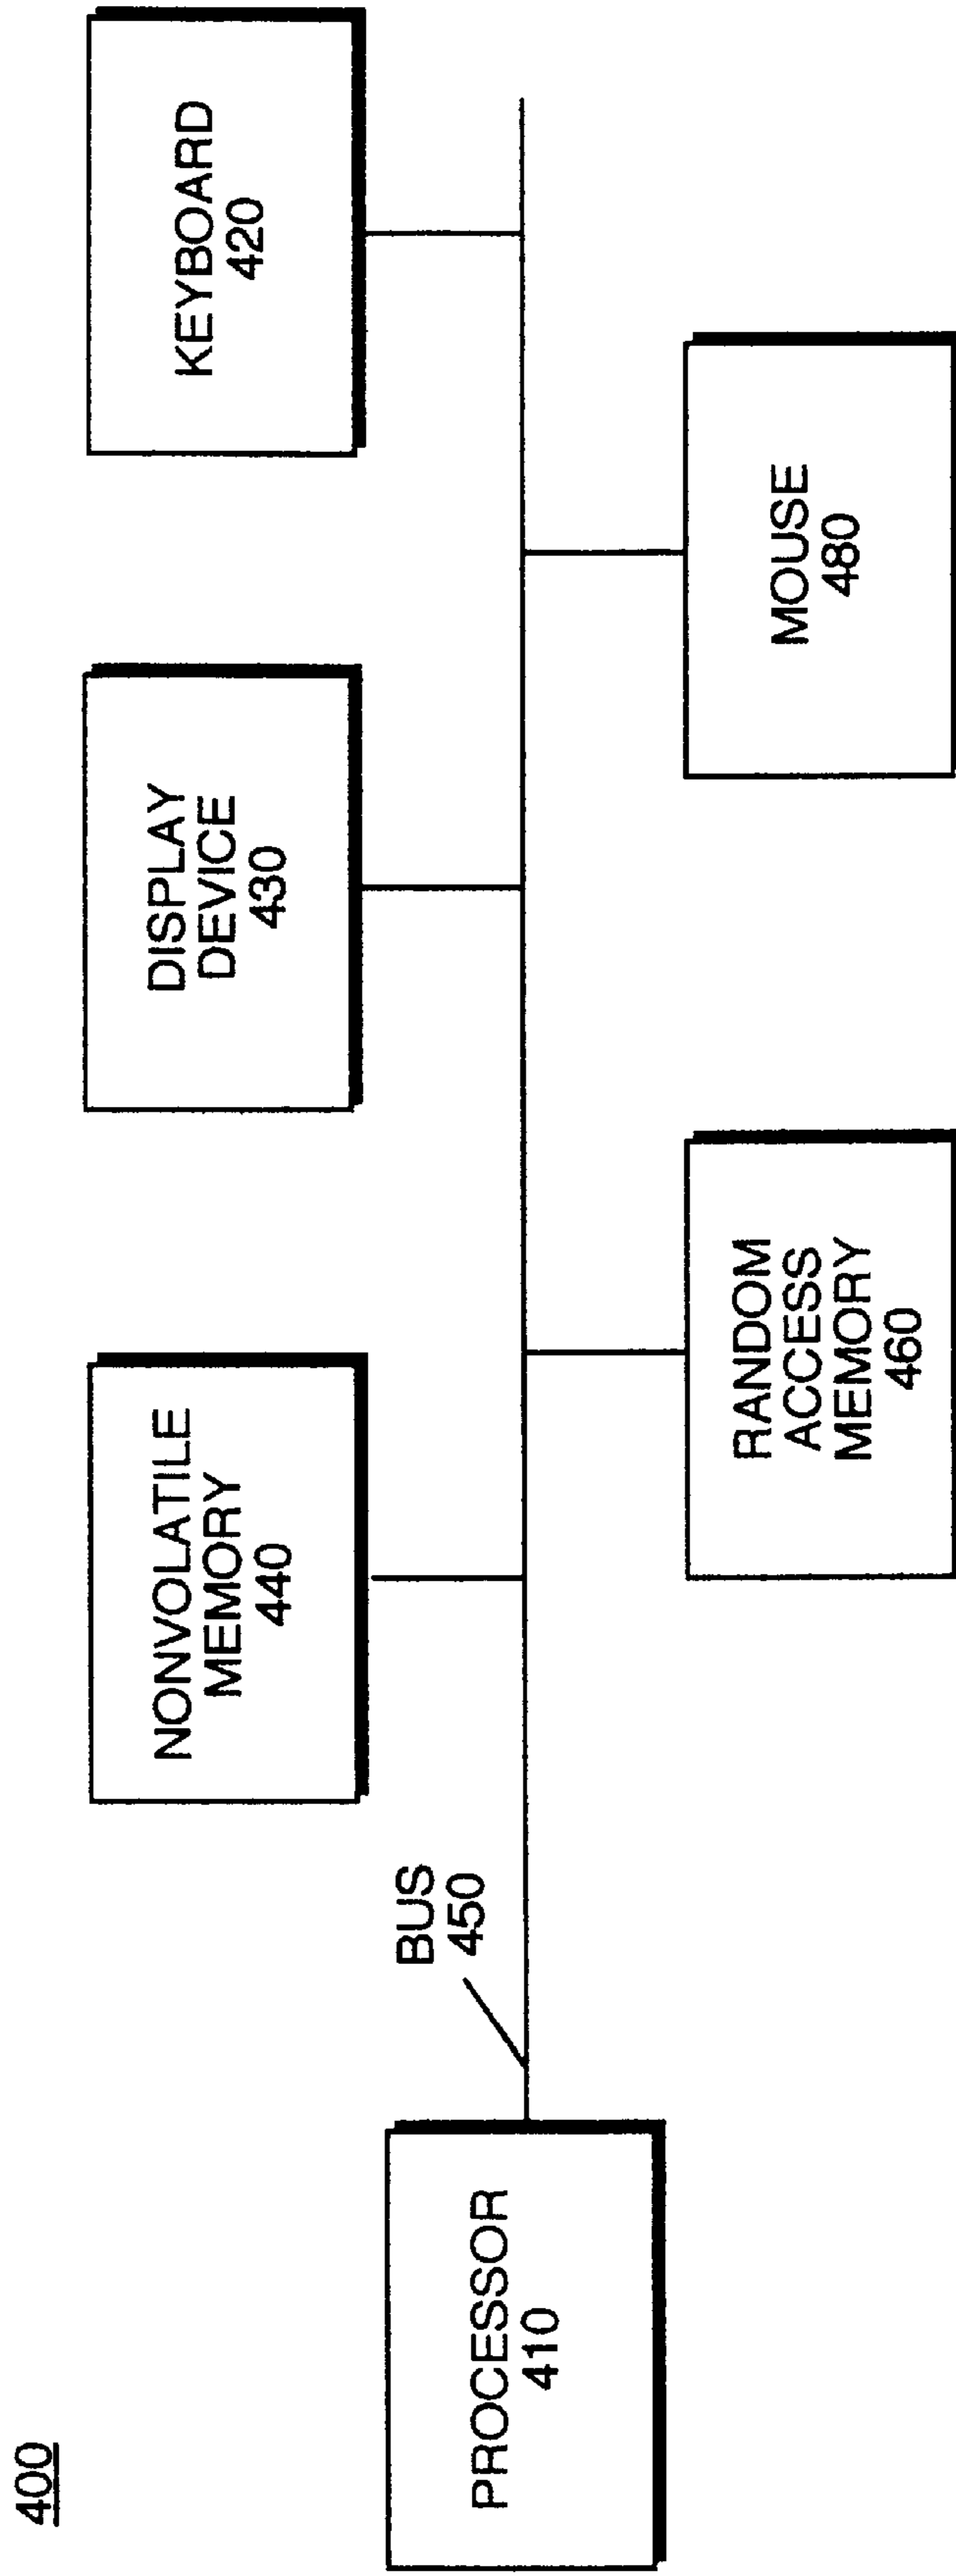 400
NONVOLATILE
MEMORY
440
DISPLAY
DEVICE
430
KEYBOARD
420
BUS
450
PROCESSOR
410
RANDOM
ACCESS
MEMORY
460
MOUSE
480